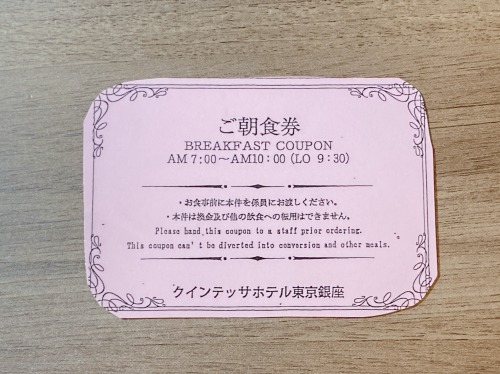 ご朝食券
BREAKFAST COUPON
AM 7:00～AM10:00 (LO 9:30)
・お食事前に本件を係員にお渡しください。
・本件は換金及び他の飲食への転用はできません。
Please hand this coupon to a staff prior ordering.
This coupon can't be diverted into conversion and other meals.
クインテッサホテル東京銀座